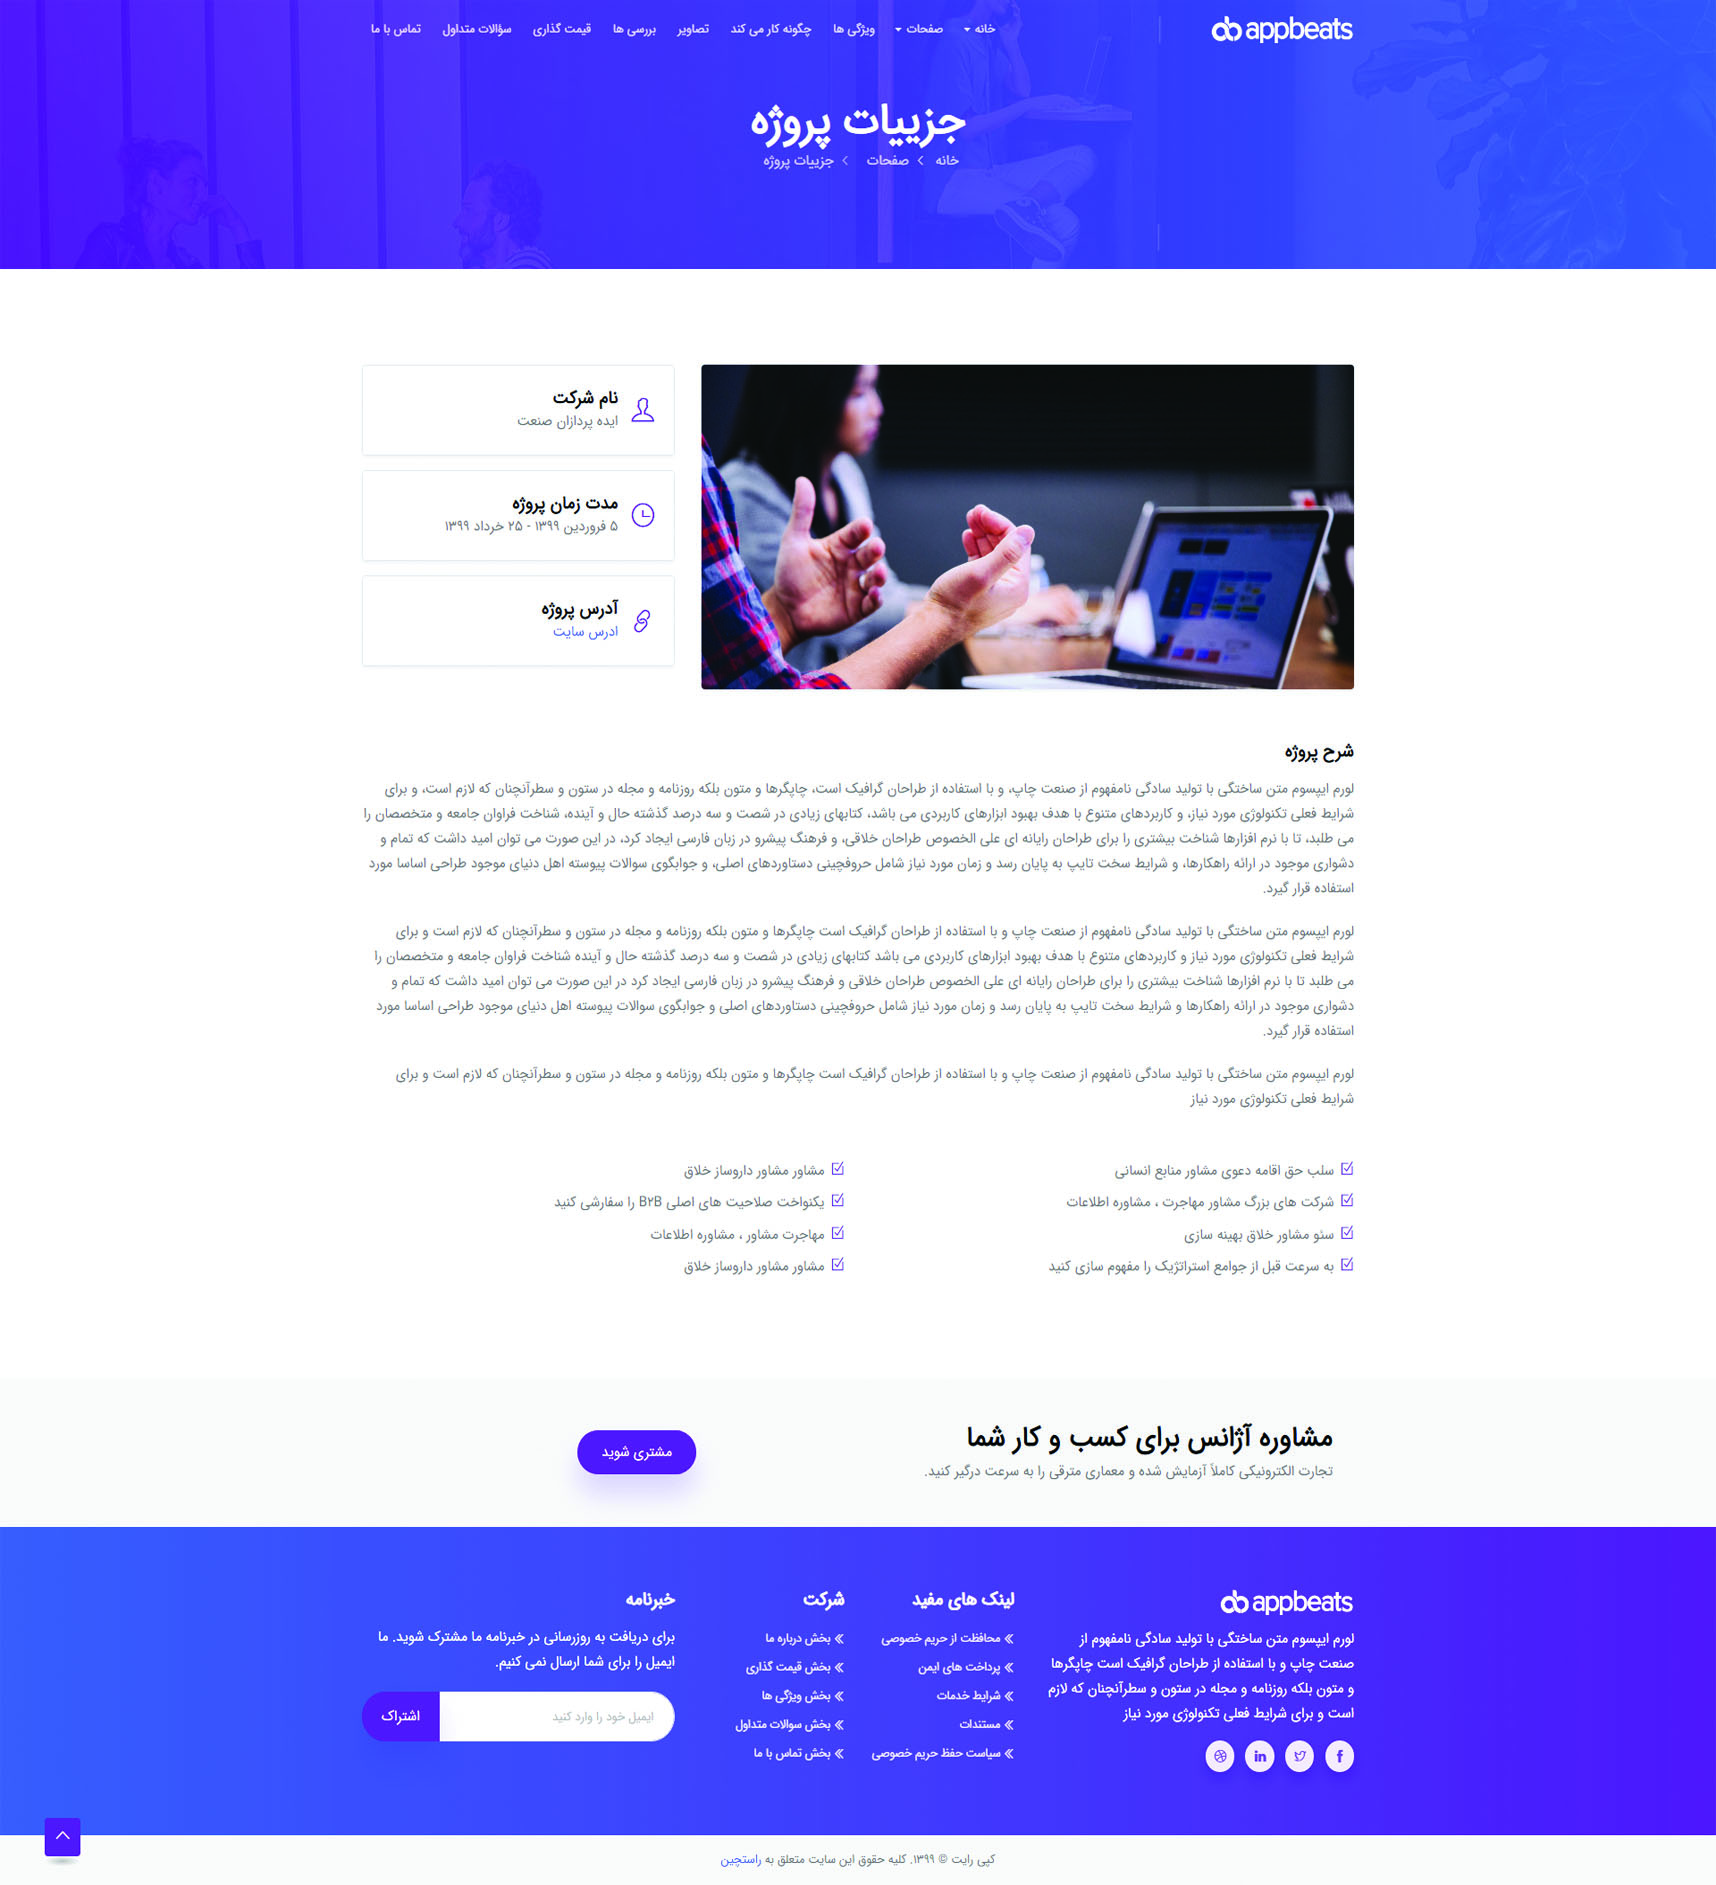 appbeats
خانه
صفحات
ویژگی ها
چگونه کار می کند
تصاویر
بررسی ها
قیمت گذاری
سؤالات متداول
تماس با ما
جزییات پروژه
خانه
صفحات
جزییات پروژه
نام شرکت
ایده پردازان صنعت
مدت زمان پروژه
۵ فروردین ۱۳۹۹ - ۲۵ خرداد ۱۳۹۹
آدرس پروژه
ادرس سایت
شرح پروژه
لورم ایپسوم متن ساختگی با تولید سادگی نامفهوم از صنعت چاپ، و با استفاده از طراحان گرافیک است، چاپگرها و متون بلکه روزنامه و مجله در ستون و سطرآنچنان که لازم است، و برای
شرایط فعلی تکنولوژی مورد نیاز، و کاربردهای متنوع با هدف بهبود ابزارهای کاربردی می باشد، کتابهای زیادی در شصت و سه درصد گذشته حال و آینده، شناخت فراوان جامعه و متخصصان را
می طلبد، تا با نرم افزارها شناخت بیشتری را برای طراحان رایانه ای علی الخصوص طراحان خلاقی، و فرهنگ پیشرو در زبان فارسی ایجاد کرد، در این صورت می توان امید داشت که تمام و
دشواری موجود در ارائه راهکارها، و شرایط سخت تایپ به پایان رسد و زمان مورد نیاز شامل حروفچینی دستاوردهای اصلی، و جوابگوی سوالات پیوسته اهل دنیای موجود طراحی اساسا مورد
استفاده قرار گیرد.
لورم ایپسوم متن ساختگی با تولید سادگی نامفهوم از صنعت چاپ و با استفاده از طراحان گرافیک است چاپگرها و متون بلکه روزنامه و مجله در ستون و سطرآنچنان که لازم است و برای
شرایط فعلی تکنولوژی مورد نیاز و کاربردهای متنوع با هدف بهبود ابزارهای کاربردی می باشد کتابهای زیادی در شصت و سه درصد گذشته حال و آینده شناخت فراوان جامعه و متخصصان را
می طلبد تا با نرم افزارها شناخت بیشتری را برای طراحان رایانه ای علی الخصوص طراحان خلاقی و فرهنگ پیشرو در زبان فارسی ایجاد کرد در این صورت می توان امید داشت که تمام و
دشواری موجود در ارائه راهکارها و شرایط سخت تایپ به پایان رسد و زمان مورد نیاز شامل حروفچینی دستاوردهای اصلی و جوابگوی سوالات پیوسته اهل دنیای موجود طراحی اساسا مورد
استفاده قرار گیرد.
لورم ایپسوم متن ساختگی با تولید سادگی نامفهوم از صنعت چاپ و با استفاده از طراحان گرافیک است چاپگرها و متون بلکه روزنامه و مجله در ستون و سطرآنچنان که لازم است و برای
شرایط فعلی تکنولوژی مورد نیاز
سلب حق اقامه دعوی مشاور منابع انسانی
شرکت های بزرگ مشاور مهاجرت ، مشاوره اطلاعات
سئو مشاور خلاق بهینه سازی
به سرعت قبل از جوامع استراتژیک را مفهوم سازی کنید
مشاور مشاور داروساز خلاق
یکنواخت صلاحیت های اصلی B۲B را سفارشی کنید
مهاجرت مشاور ، مشاوره اطلاعات
مشاور مشاور داروساز خلاق
مشاوره آژانس برای کسب و کار شما
تجارت الکترونیکی کاملاً آزمایش شده و معماری مترقی را به سرعت درگیر کنید.
مشتری شوید
appbeats
لورم ایپسوم متن ساختگی با تولید سادگی نامفهوم از
صنعت چاپ و با استفاده از طراحان گرافیک است چاپگرها
و متون بلکه روزنامه و مجله در ستون و سطرآنچنان که لازم
است و برای شرایط فعلی تکنولوژی مورد نیاز
لینک های مفید
محافظت از حریم خصوصی
پرداخت های ایمن
شرایط خدمات
مستندات
سیاست حفظ حریم خصوصی
شرکت
بخش درباره ما
بخش قیمت گذاری
بخش ویژگی ها
بخش سوالات متداول
بخش تماس با ما
خبرنامه
برای دریافت به روزرسانی در خبرنامه ما مشترک شوید. ما
ایمیل را برای شما ارسال نمی کنیم.
ایمیل خود را وارد کنید
اشتراک
کپی رایت © ۱۳۹۹. کلیه حقوق این سایت متعلق به راستچین